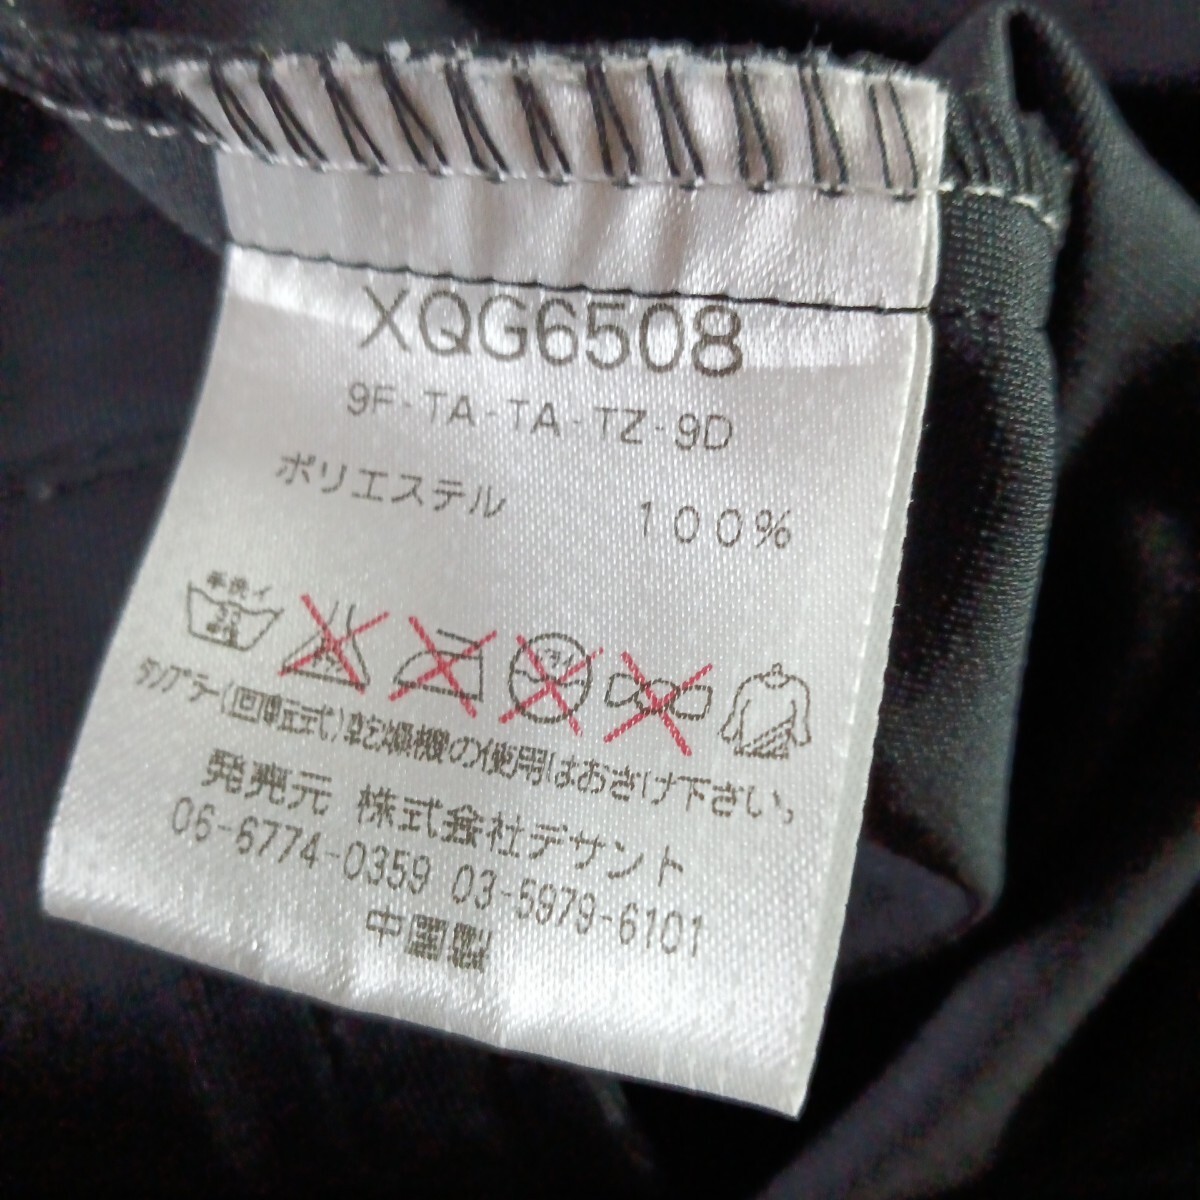 XQG6508
9F-TA-TA-TZ-9D
ポリエステル 100%
手洗イ
タンブラー(回転式)乾燥機の使用はおさけ下さい。
発売元 株式会社デサント
06-6774-0359 03-5979-6101
中国製